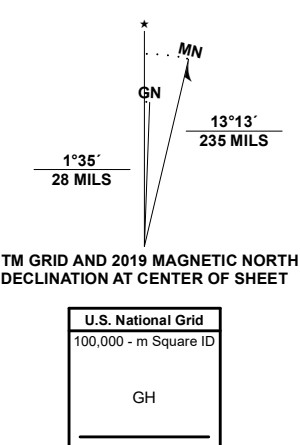 ★
MN
GN
13°13´
235 MILS
1°35´
28 MILS
TM GRID AND 2019 MAGNETIC NORTH
DECLINATION AT CENTER OF SHEET
U.S. National Grid
100,000 - m Square ID
GH